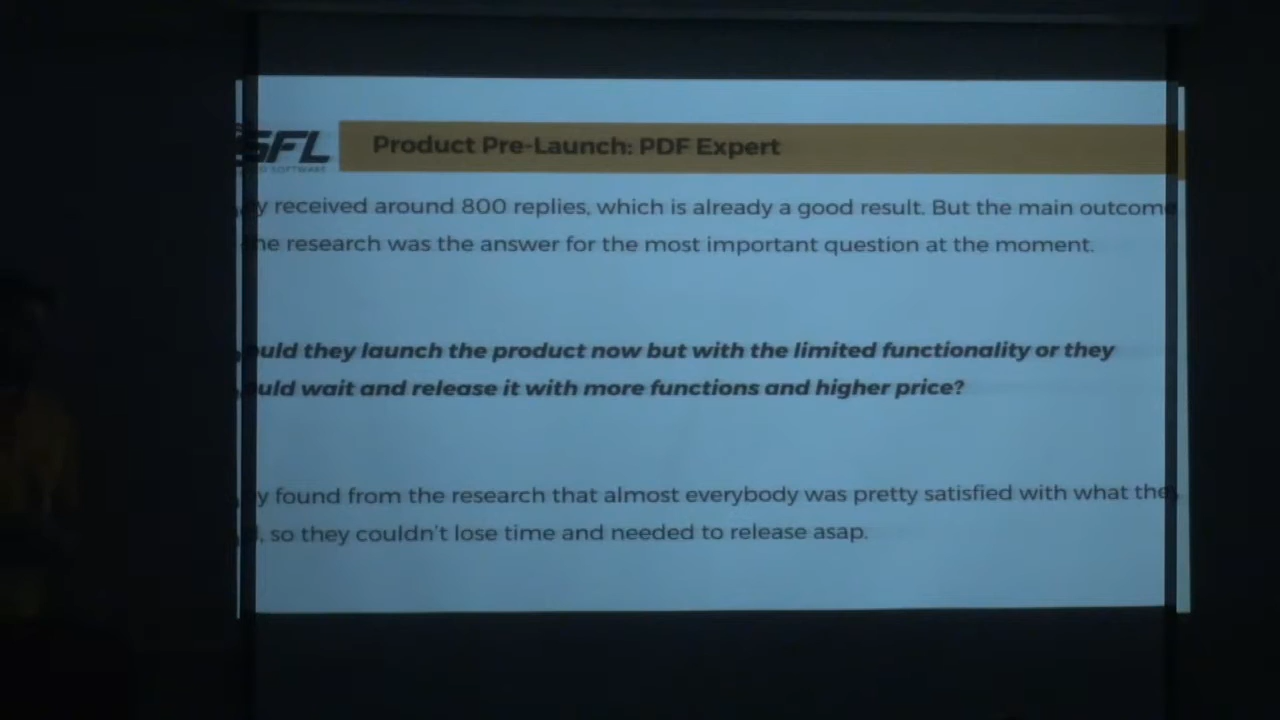 SFL
Product Pre-Launch: PDF Expert
received around 800 replies, which is already a good result. But the main outcome
research was the answer for the most important question at the moment.
they launch the product now but with the limited functionality or they
wait and release it with more functions and higher price?
found from the research that almost everybody was pretty satisfied with what
so they couldn't lose time and needed to release asap.